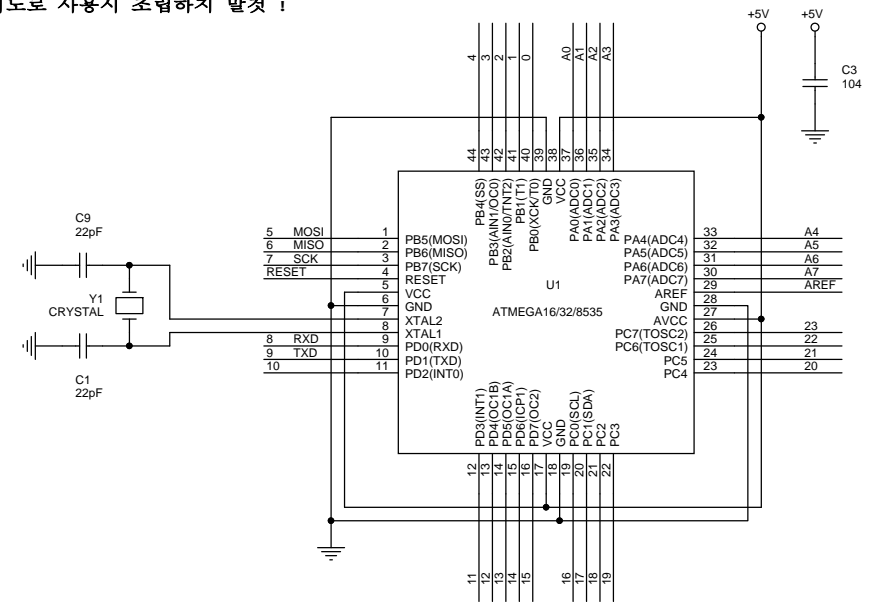 로 사용시 조립하지 말것 !
+5V
+5V
C3
104
4
3
2
1
0
A0
A1
A2
A3
44
43
42
41
40
39
38
37
36
35
34
PB4(SS)
PB3(AIN1/OC0)
PB2(AIN0/TNT2)
PB1(T1)
PB0(XCK/T0)
GND
VCC
PA0(ADC0)
PA1(ADC1)
PA2(ADC2)
PA3(ADC3)
C9
22pF
Y1
CRYSTAL
C1
22pF
5 MOSI 1 PB5(MOSI)
6 MISO 2 PB6(MISO)
7 SCK 3 PB7(SCK)
RESET 4 RESET
5 VCC
6 GND
7 XTAL2
8 XTAL1
8 RXD 9 PD0(RXD)
9 TXD 10 PD1(TXD)
10 11 PD2(INT0)
U1
ATMEGA16/32/8535
PA4(ADC4) 33 A4
PA5(ADC5) 32 A5
PA6(ADC6) 31 A6
PA7(ADC7) 30 A7
AREF 29 AREF
GND 28
AVCC 27
PC7(TOSC2) 26 23
PC6(TOSC1) 25 22
PC5 24 21
PC4 23 20
PD3(INT1)
PD4(OC1B)
PD5(OC1A)
PD6(ICP1)
PD7(OC2)
VCC
GND
PC0(SCL)
PC1(SDA)
PC2
PC3
12
13
14
15
16
17
18
19
20
21
22
11
12
13
14
15
16
17
18
19